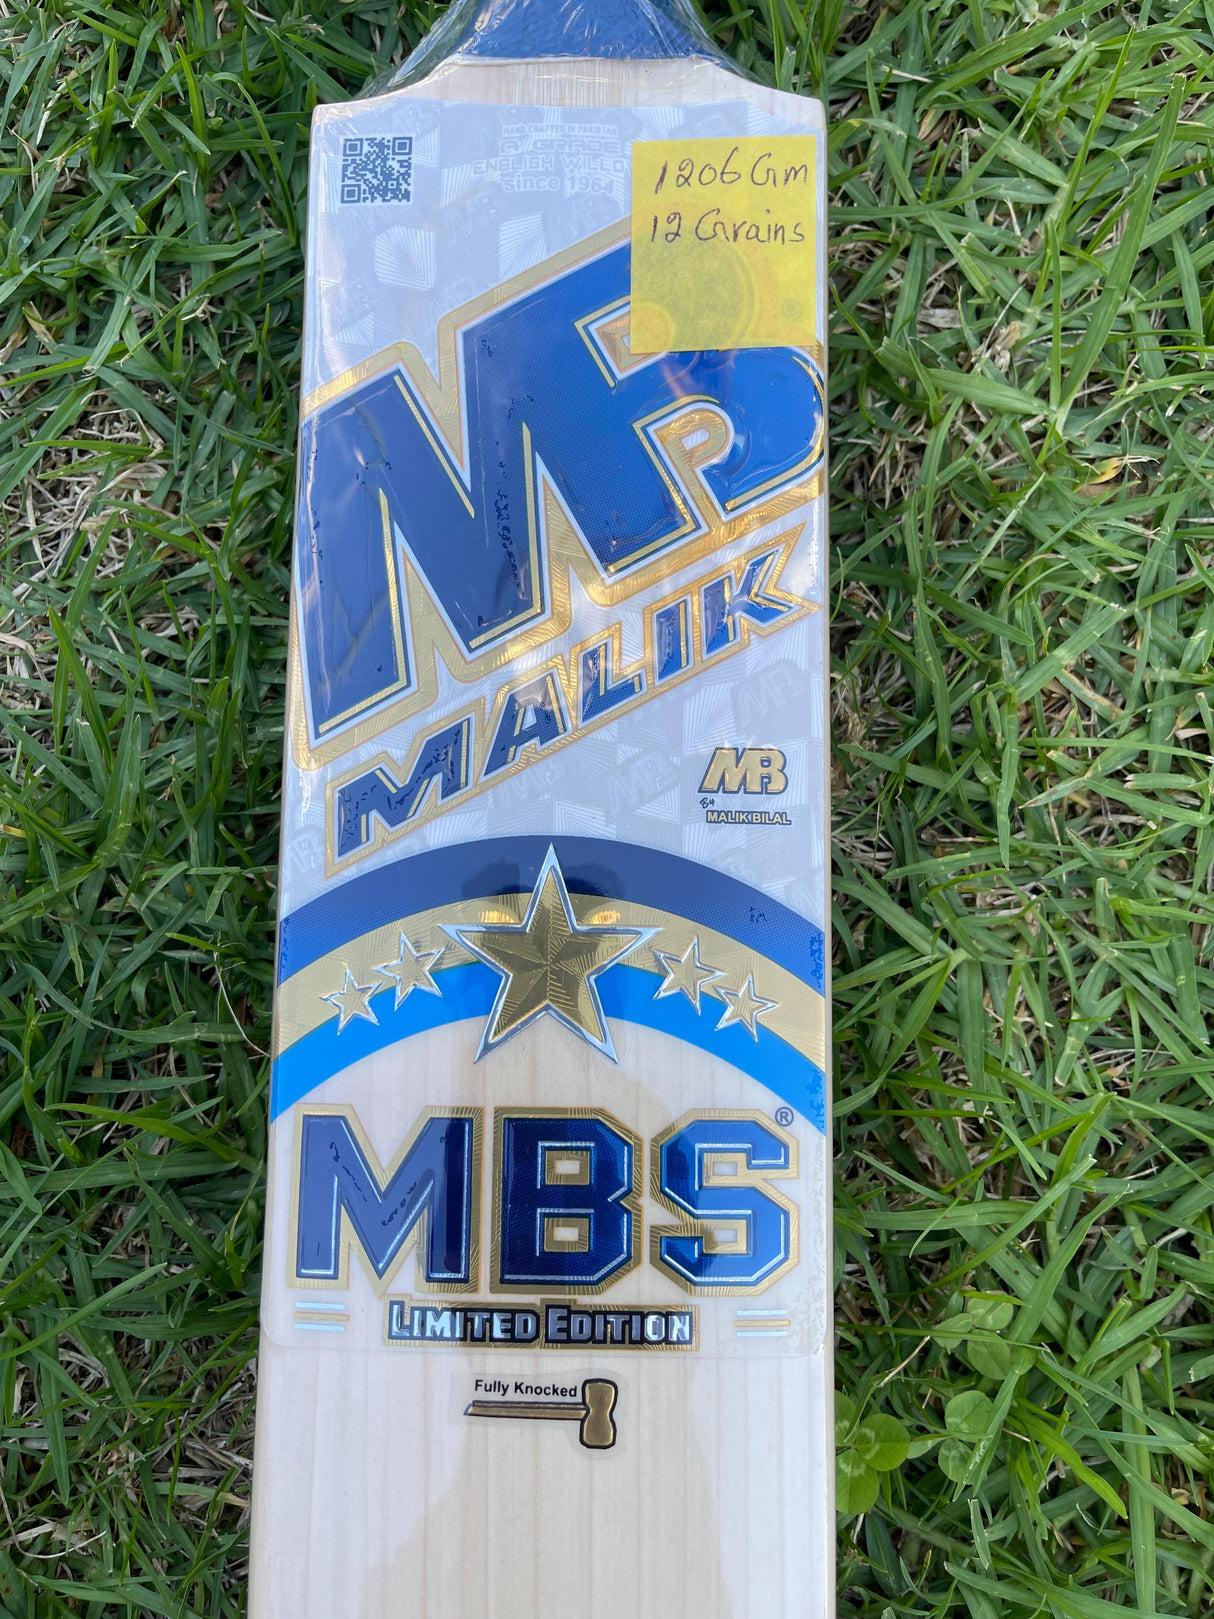 HAND CRAFTED IN PAKISTAN
A+ GRADE
ENGLISH WILLOW
since 1964
1206 Gm
12 Grains
MB
MALIK
MB
By
MALIK BILAL
MBS®
LIMITED EDITION
Fully Knocked